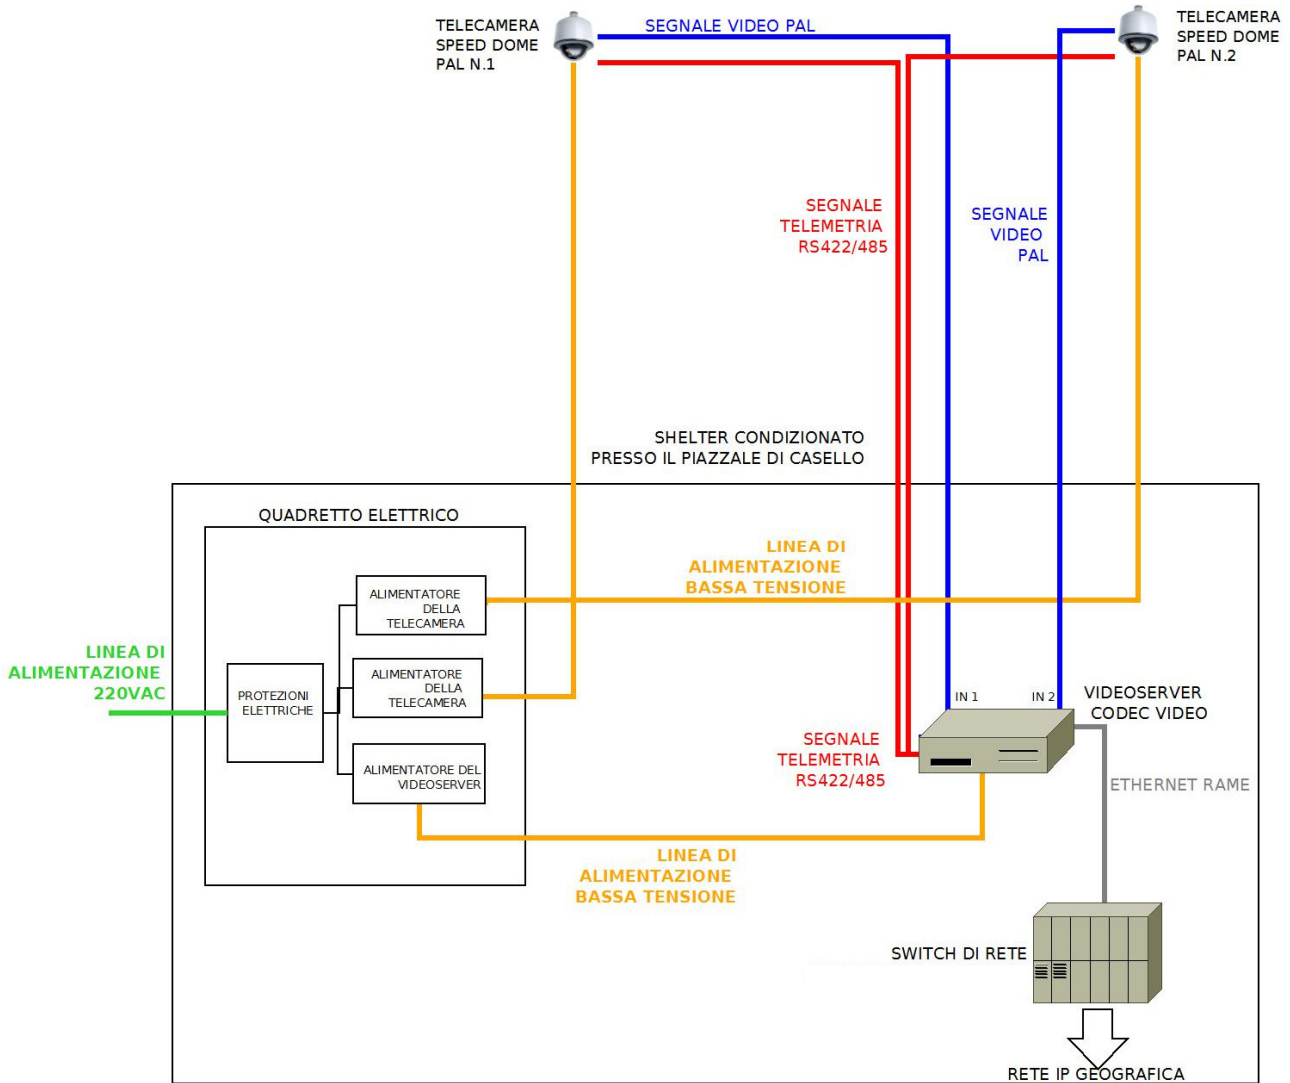 TELECAMERA
SPEED DOME
PAL N.1
SEGNALE VIDEO PAL
TELECAMERA
SPEED DOME
PAL N.2
SEGNALE
TELEMETRIA
RS422/485
SEGNALE
VIDEO
PAL
SHELTER CONDIZIONATO
PRESSO IL PIAZZALE DI CASELLO
QUADRETTO ELETTRICO
LINEA DI
ALIMENTAZIONE
BASSA TENSIONE
ALIMENTATORE
DELLA
TELECAMERA
LINEA DI
ALIMENTAZIONE
220VAC
PROTEZIONI
ELETTRICHE
ALIMENTATORE
DELLA
TELECAMERA
IN 1
IN 2
VIDEOSERVER
CODEC VIDEO
SEGNALE
TELEMETRIA
RS422/485
ALIMENTATORE DEL
VIDEOSERVER
ETHERNET RAME
LINEA DI
ALIMENTAZIONE
BASSA TENSIONE
SWITCH DI RETE
RETE IP GEOGRAFICA